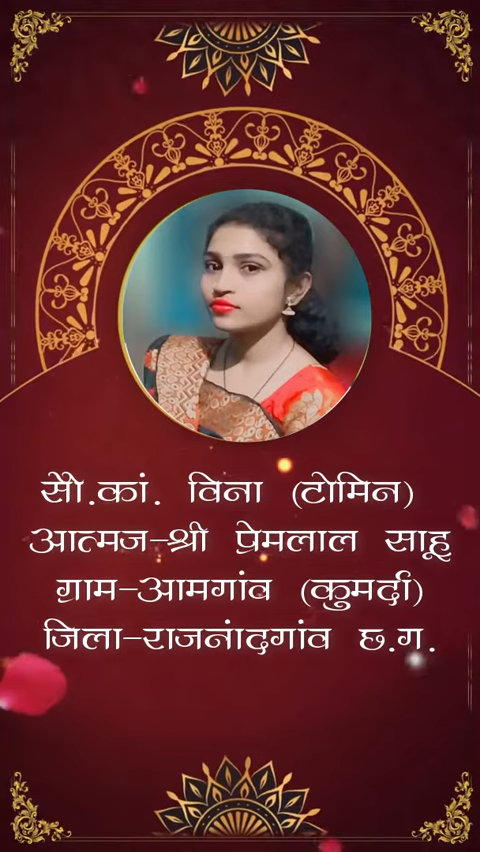 सौ.कां. विना (टोमिन)
आत्मज-श्री प्रेमलाल साहू
ग्राम-आमगांव (कुमर्दा)
जिला-राजनांदगांव छ.ग.